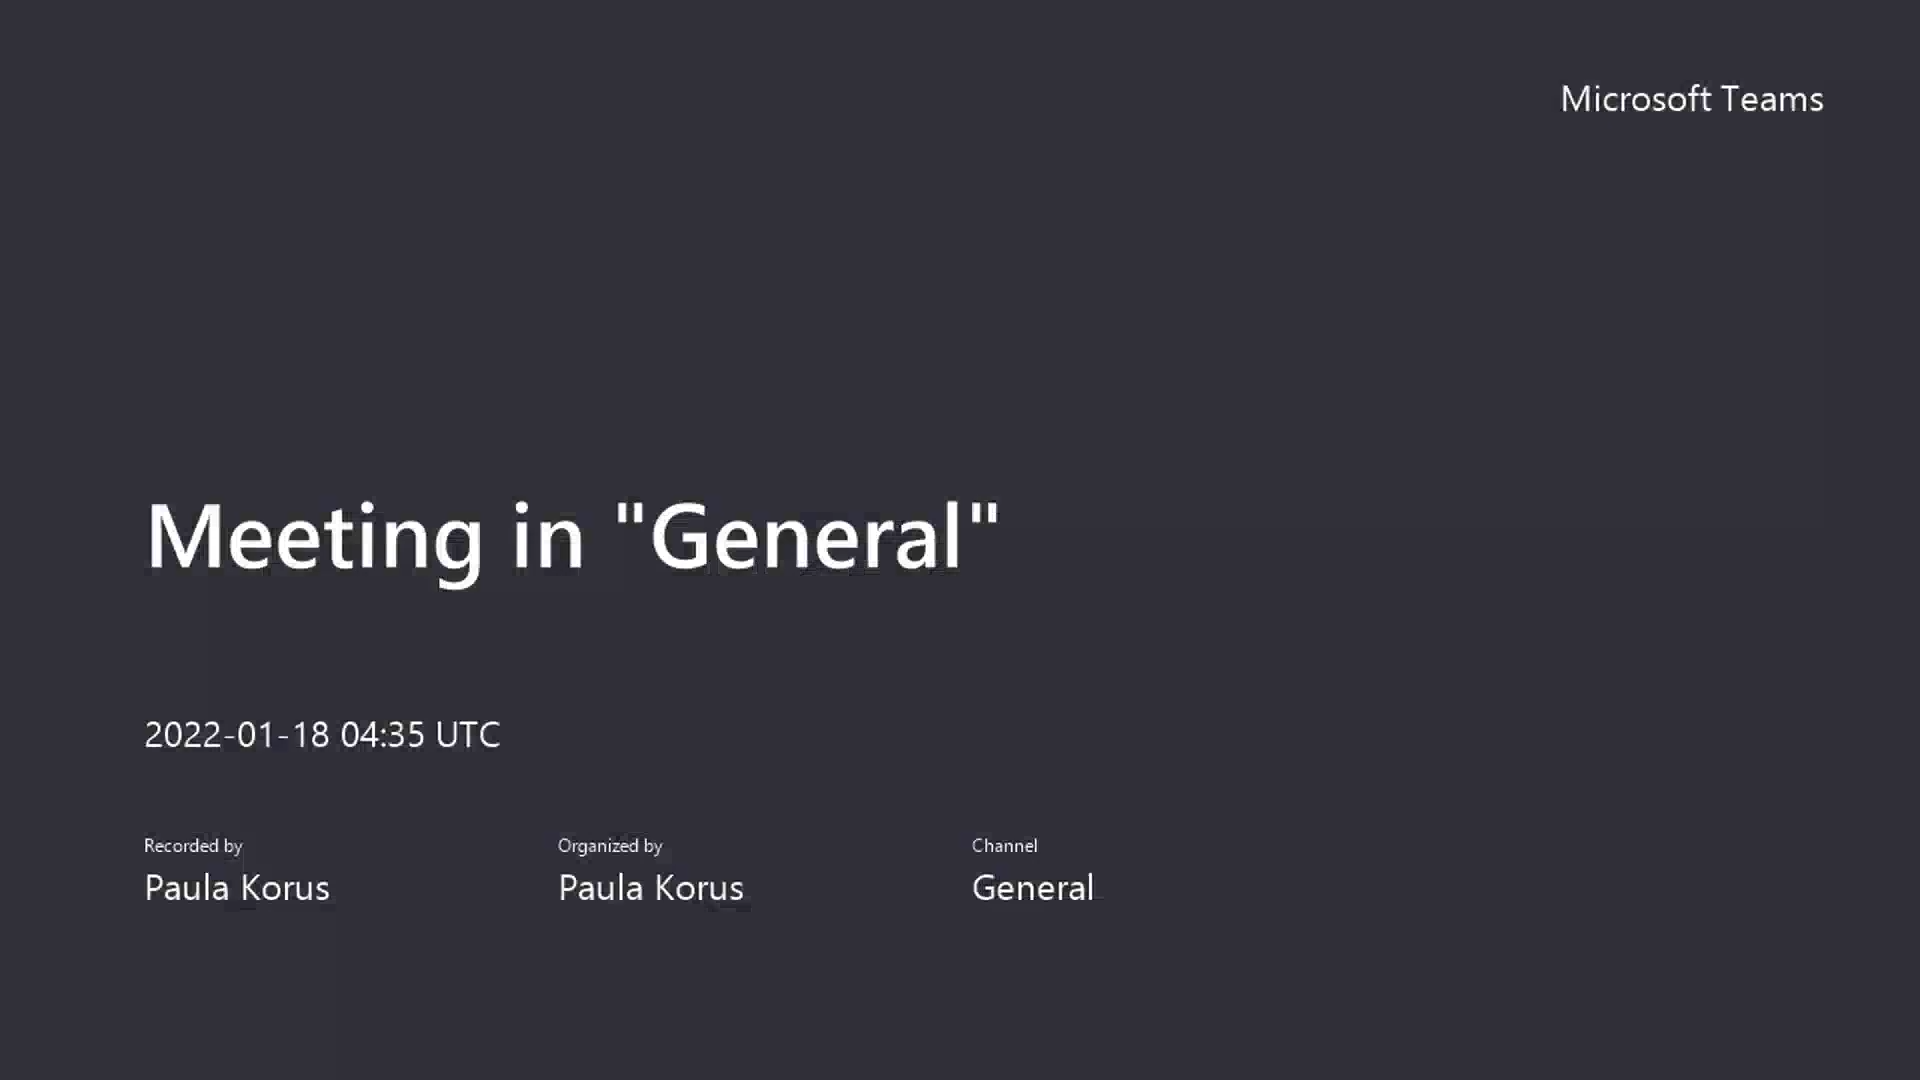 Microsoft Teams
Meeting in "General"
2022-01-18 04:35 UTC
Recorded by
Paula Korus
Organized by
Paula Korus
Channel
General